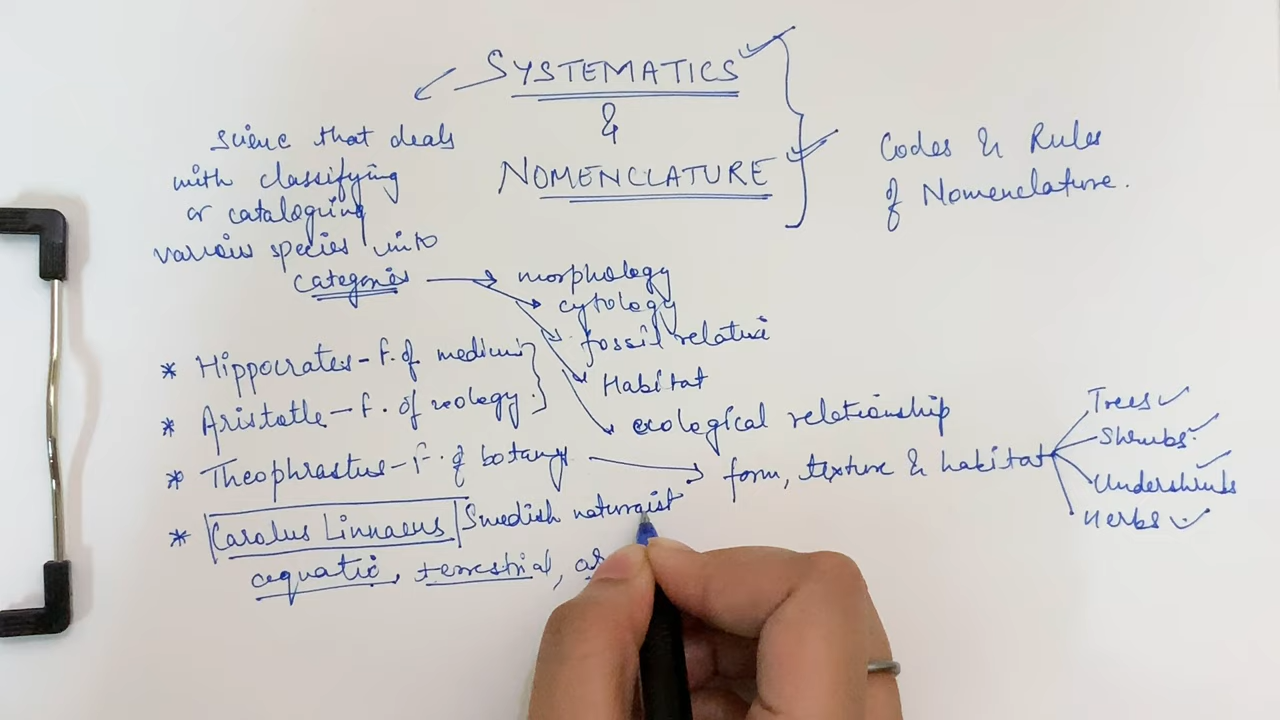 SYSTEMATICS
&
NOMENCLATURE
Codes & Rules
of Nomenclature.
science that deals
with classifying
or cataloguing
various species into
categories
morphology
cytology
fossil relative
Habitat
ecological relationship
* Hippocrates - F. of medicine
* Aristotle - F. of zoology.
* Theophrastus - F. of botany
form, texture & habitat
Trees
Shrubs.
Undershrubs
Herbs
* Carolus Linnaeus Swedish naturaist
aquatic, terrestrial,